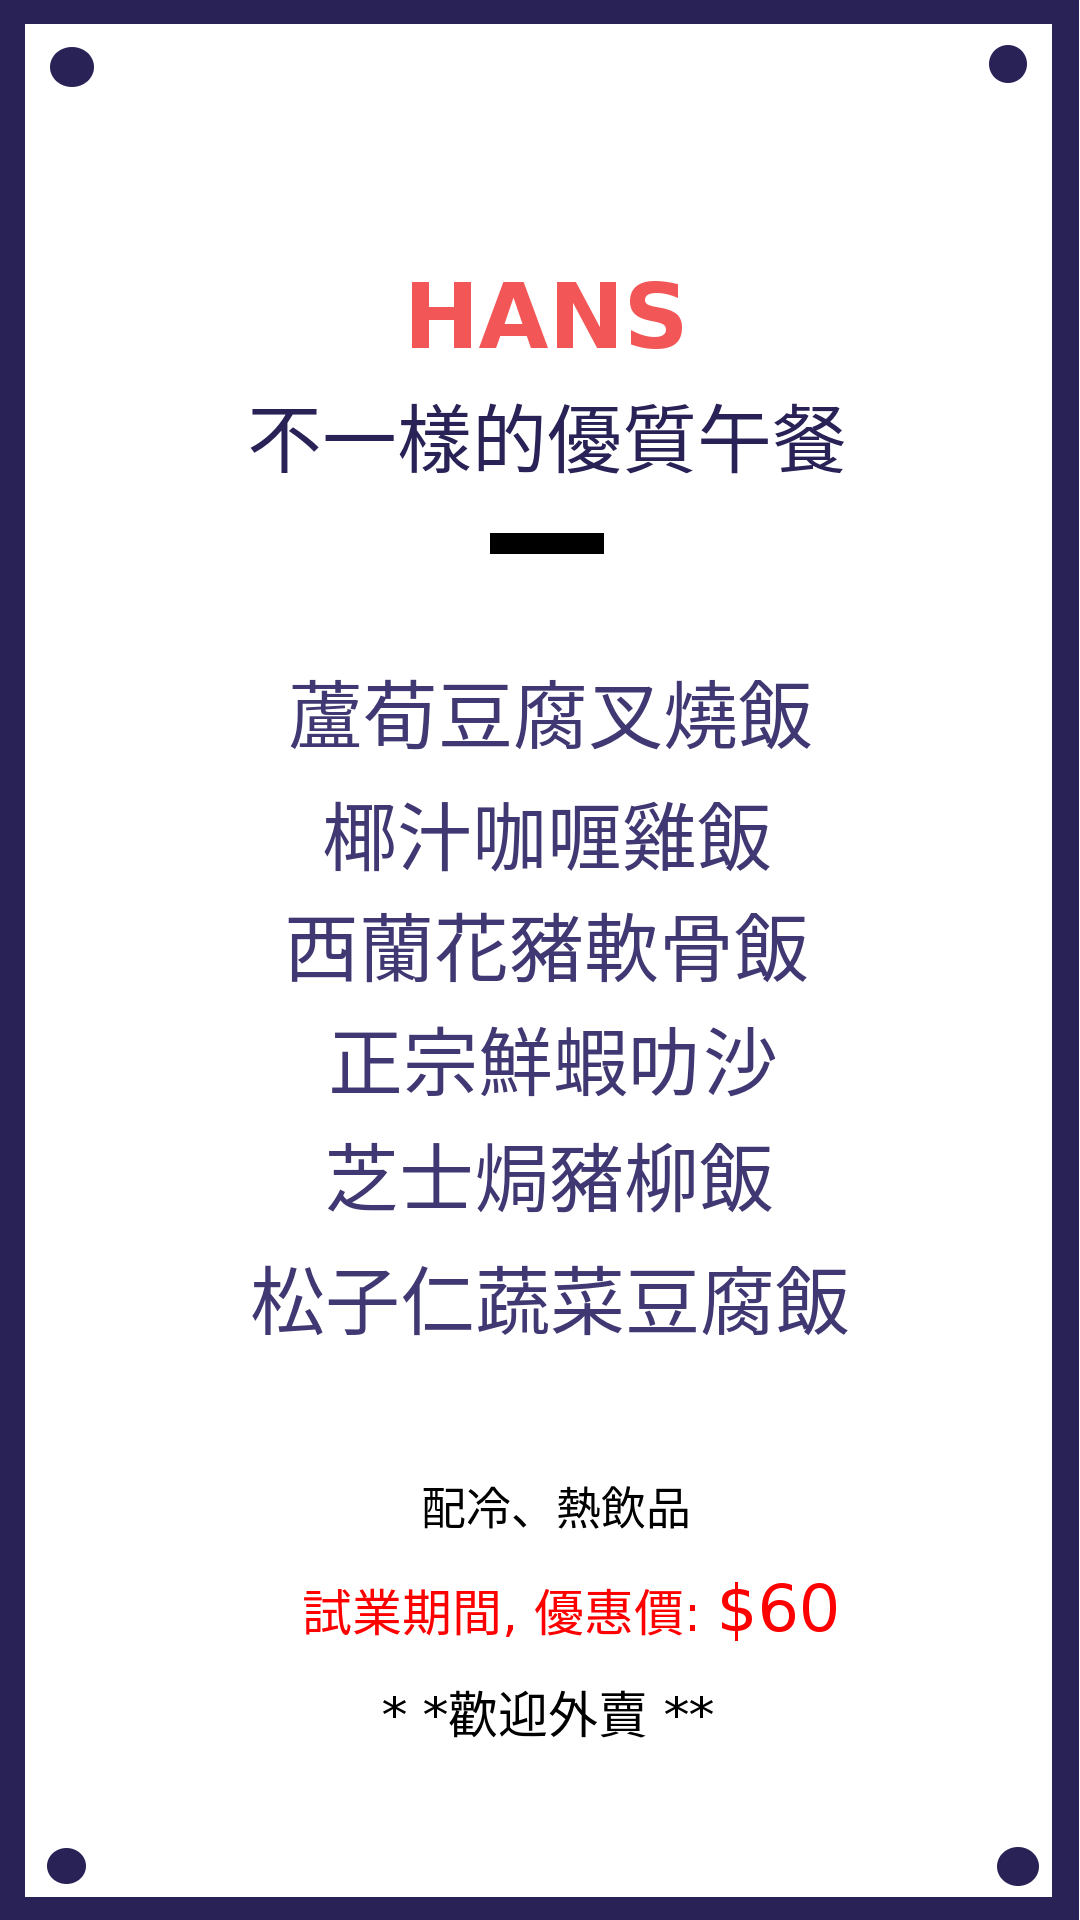 HANS
不一樣的優質午餐
蘆荀豆腐叉燒飯
椰汁咖喱雞飯
西蘭花豬軟骨飯
正宗鮮蝦叻沙
芝士焗豬柳飯
松子仁蔬菜豆腐飯
配冷、熱飲品
試業期間, 優惠價: $60
* *歡迎外賣 **